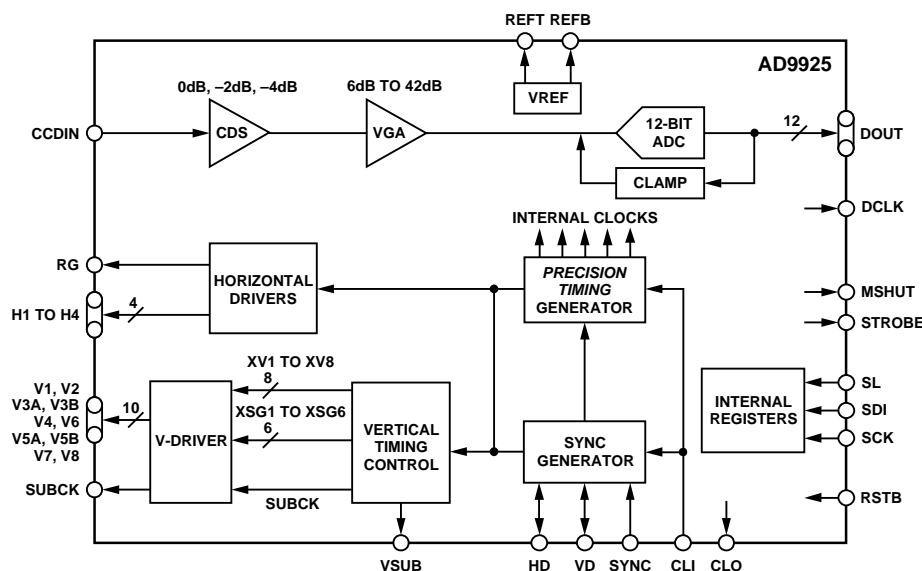 REFT REFB
AD9925
0dB, –2dB, –4dB
6dB TO 42dB
VREF
CCDIN
CDS
VGA
12-BIT
ADC
12
DOUT
CLAMP
DCLK
INTERNAL CLOCKS
RG
HORIZONTAL
DRIVERS
PRECISION
TIMING
GENERATOR
MSHUT
H1 TO H4
4
STROBE
XV1 TO XV8
8
V1, V2
V3A, V3B
V4, V6
V5A, V5B
V7, V8
10
V-DRIVER
XSG1 TO XSG6
6
VERTICAL
TIMING
CONTROL
SYNC
GENERATOR
INTERNAL
REGISTERS
SL
SDI
SCK
SUBCK
SUBCK
RSTB
VSUB
HD
VD
SYNC
CLI
CLO